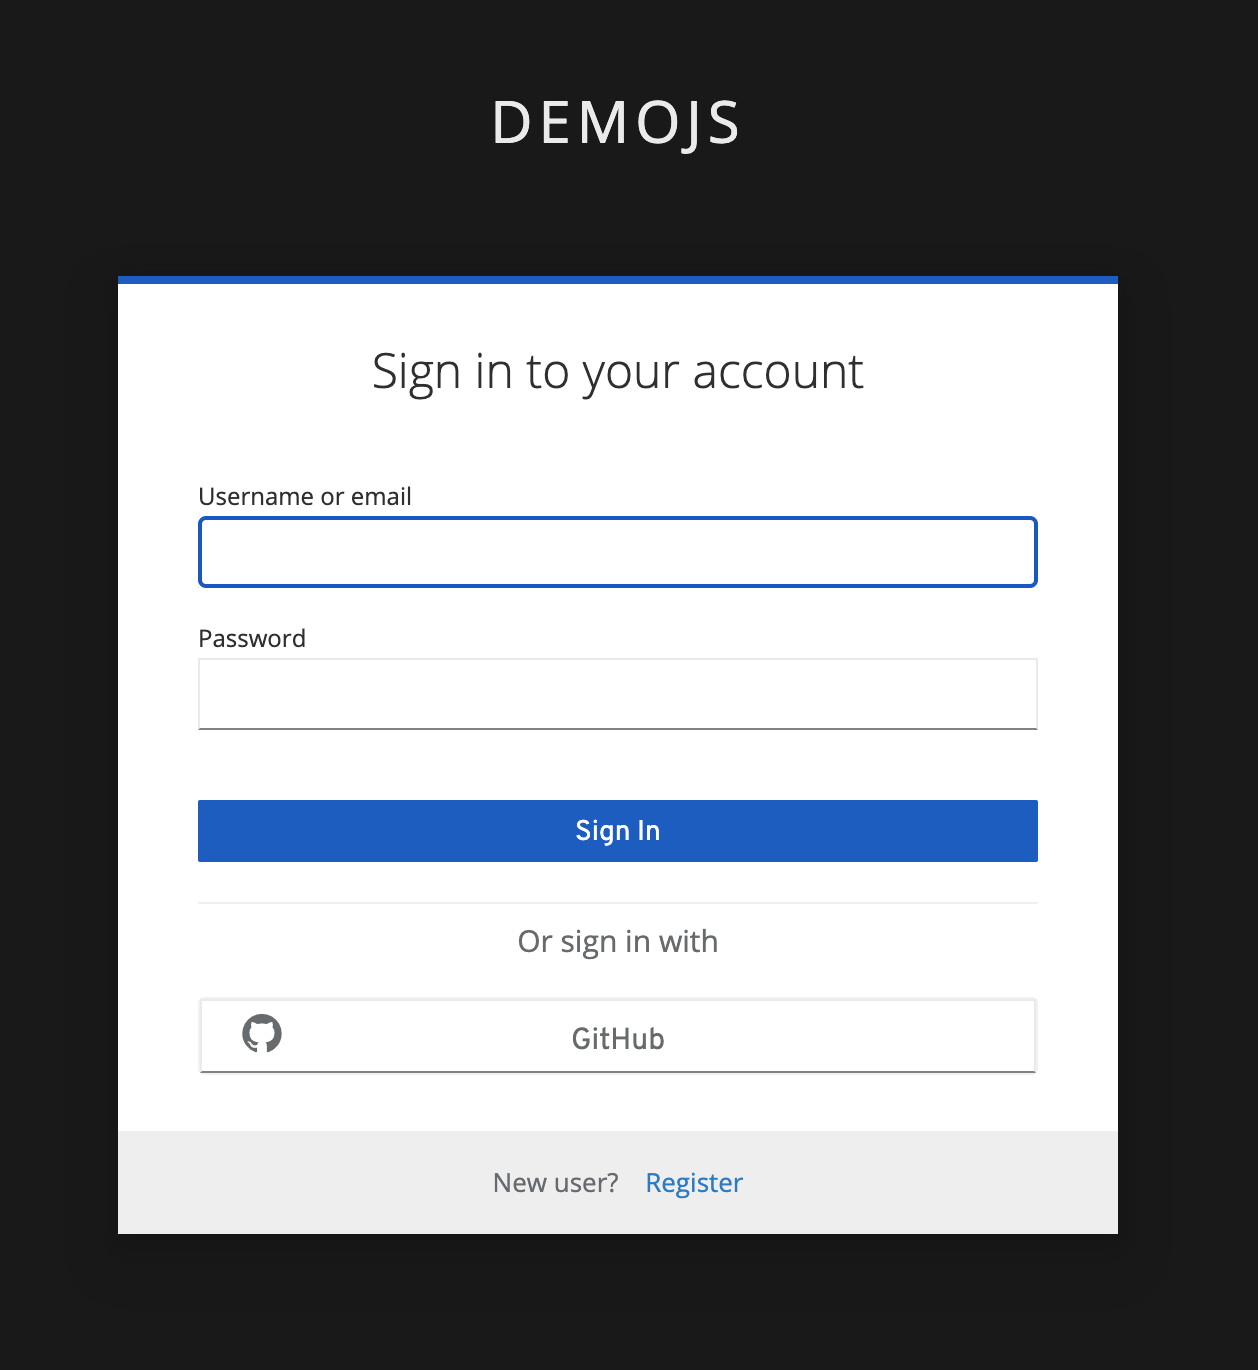 DEMOJS
Sign in to your account
Username or email
Password
Sign In
Or sign in with
GitHub
New user? Register